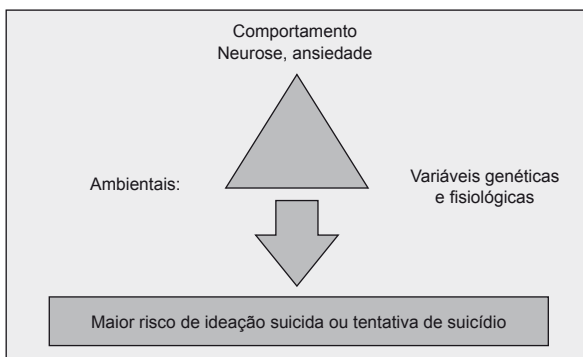 Comportamento
Neurose, ansiedade
Ambientais:
Variáveis genéticas
e fisiológicas
Maior risco de ideação suicida ou tentativa de suicídio